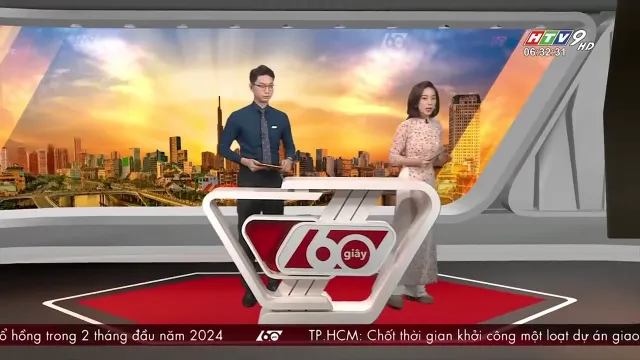 HTV9 HD
06:32:31
60 giây
ổ hồng trong 2 tháng đầu năm 2024 60 TP.HCM: Chốt thời gian khởi công một loạt dự án giao